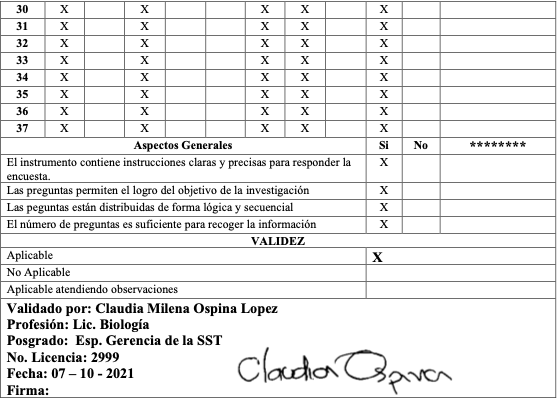 30 X X X X X
31 X X X X X
32 X X X X X
33 X X X X X
34 X X X X X
35 X X X X X
36 X X X X X
37 X X X X X
Aspectos Generales Si No ********
El instrumento contiene instrucciones claras y precisas para responder la encuesta. X
Las preguntas permiten el logro del objetivo de la investigación X
Las peguntas están distribuidas de forma lógica y secuencial X
El número de preguntas es suficiente para recoger la información X
VALIDEZ
Aplicable X
No Aplicable
Aplicable atendiendo observaciones
Validado por: Claudia Milena Ospina Lopez
Profesión: Lic. Biología
Posgrado: Esp. Gerencia de la SST
No. Licencia: 2999
Fecha: 07 – 10 - 2021
Firma: Claudia Ospina